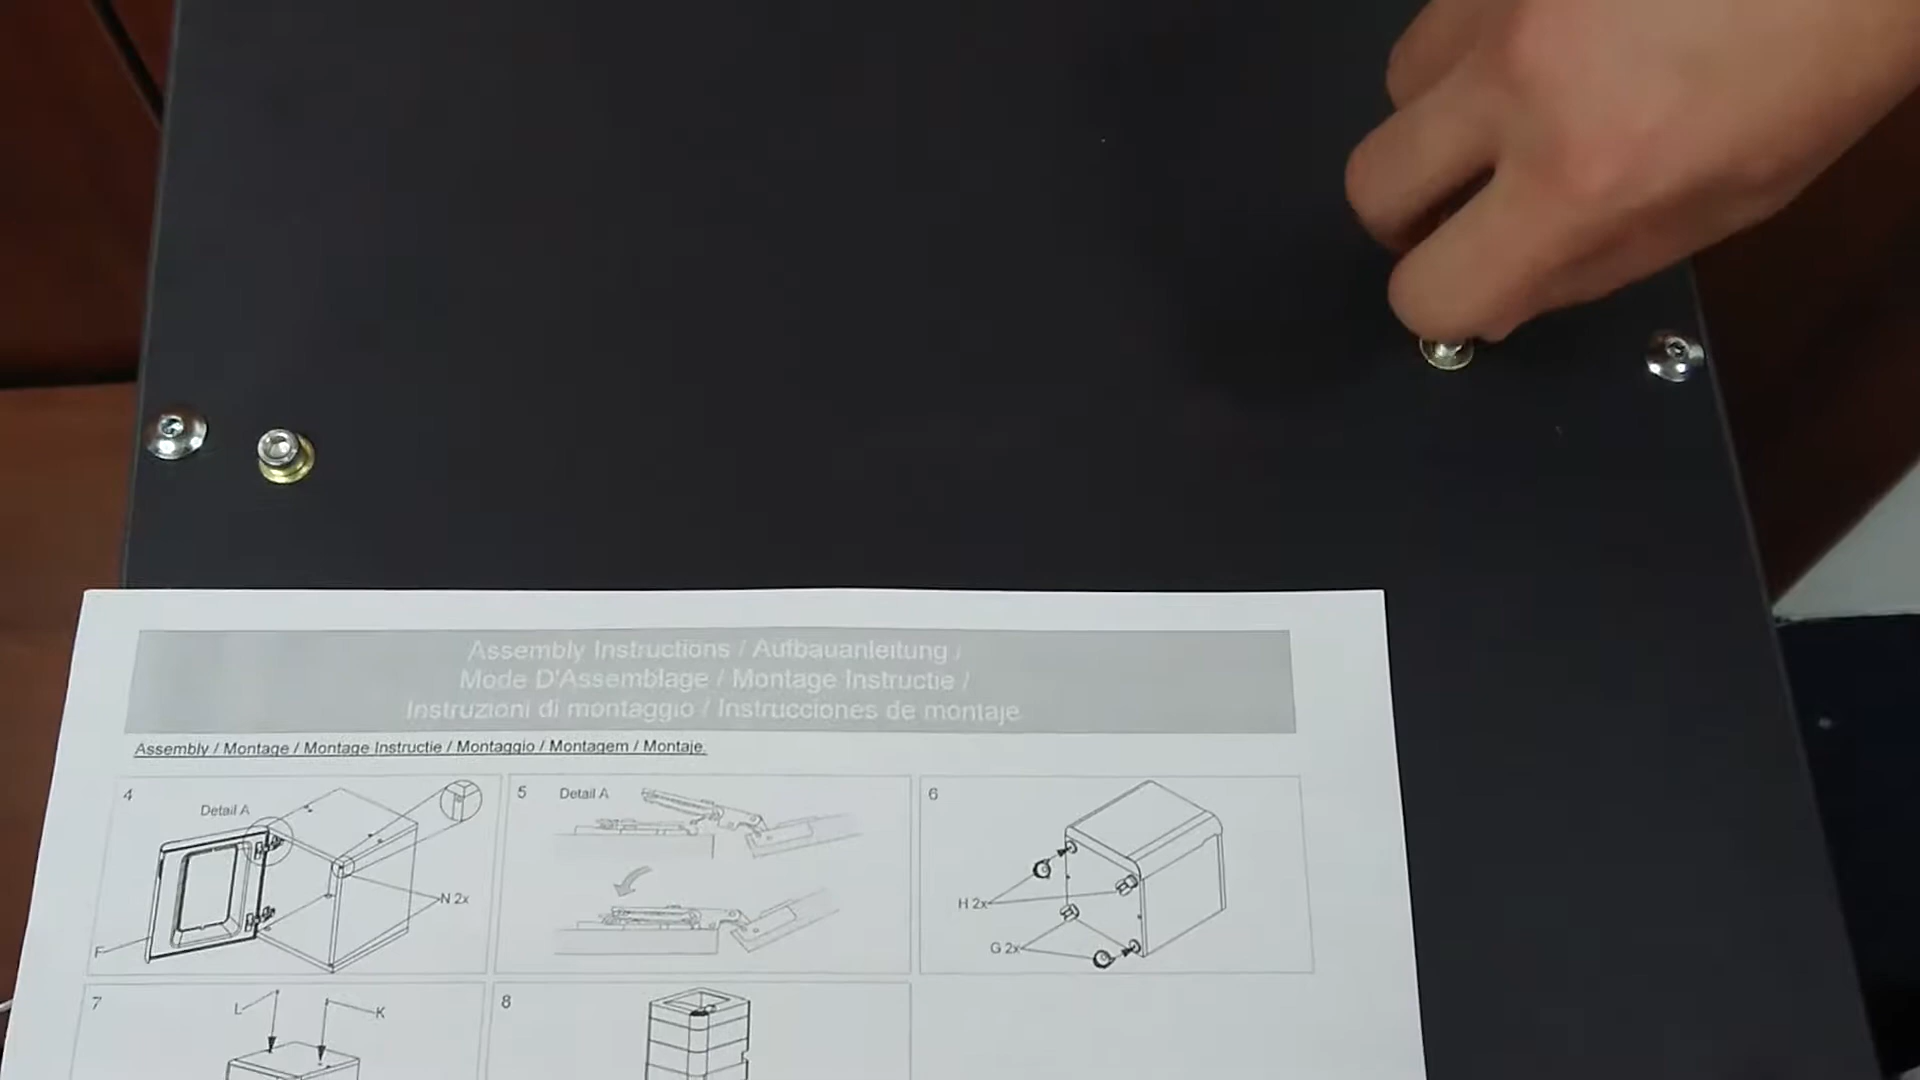 Assembly Instructions / Aufbauanleitung /
Mode D'Assemblage / Montage Instructie /
Instruzioni di montaggio / Instrucciones de montaje
Assembly / Montage / Montage Instructie / Montaggio / Montagem / Montaje.
4
Detail A
N 2x
F
5
Detail A
6
H 2x
G 2x
7
L
K
8